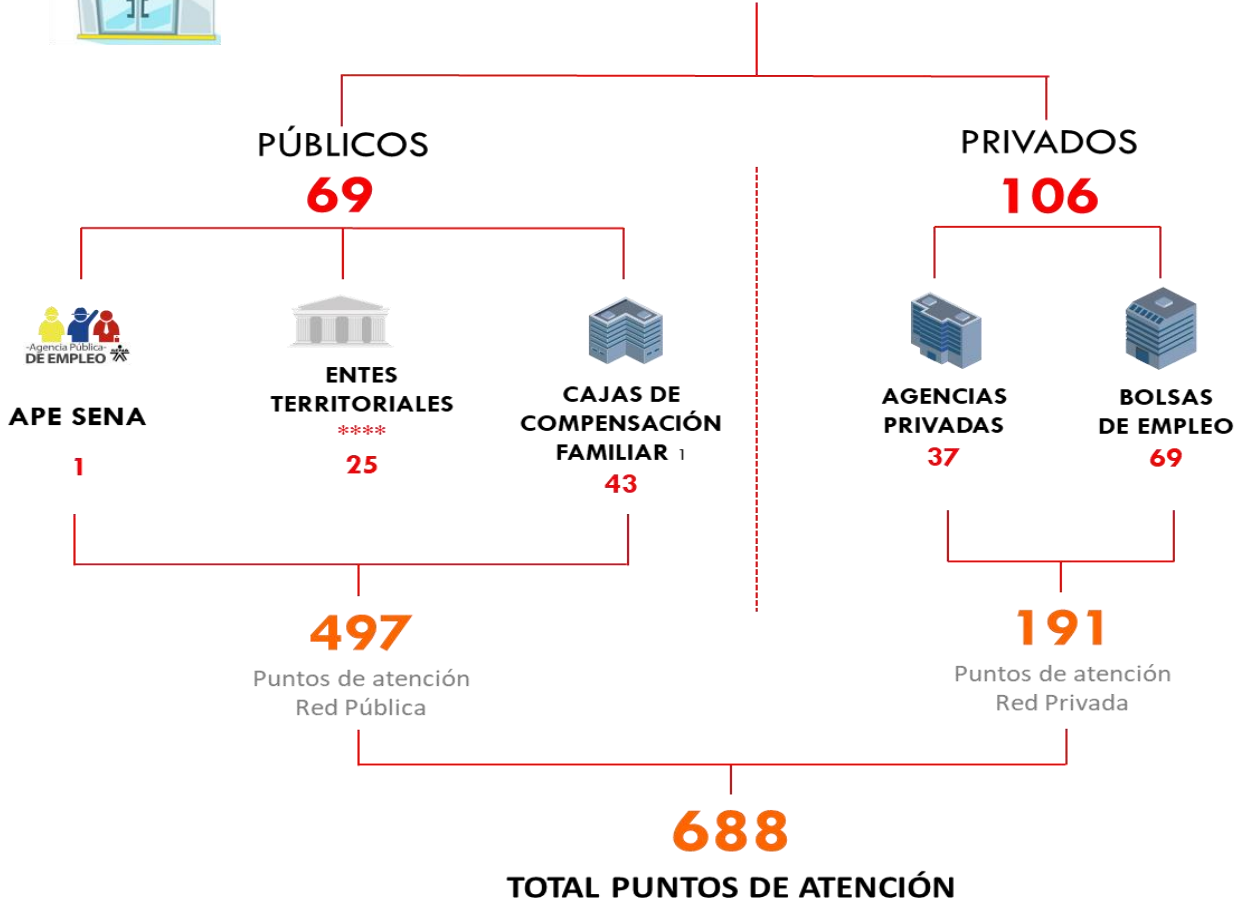 PÚBLICOS
69
PRIVADOS
106
-Agencia Pública-
DE EMPLEO
APE SENA
1
ENTES
TERRITORIALES
****
25
CAJAS DE
COMPENSACIÓN
FAMILIAR 1
43
AGENCIAS
PRIVADAS
37
BOLSAS
DE EMPLEO
69
497
Puntos de atención
Red Pública
191
Puntos de atención
Red Privada
688
TOTAL PUNTOS DE ATENCIÓN